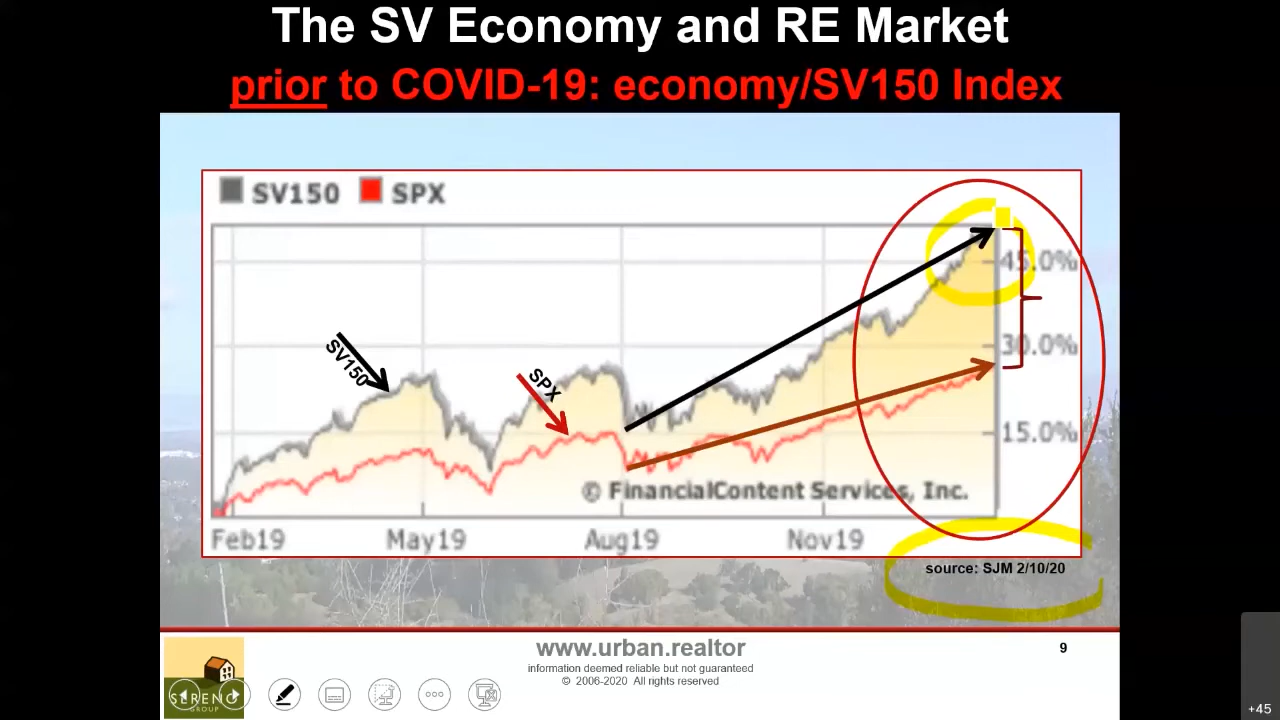 The SV Economy and RE Market
prior to COVID-19: economy/SV150 Index
SV150 SPX
45.0%
SV150
SPX
30.0%
15.0%
© FinancialContent Services, Inc.
Feb19 May19 Aug19 Nov19
source: SJM 2/10/20
www.urban.realtor
9
information deemed reliable but not guaranteed
© 2006-2020 All rights reserved
SERENO
GROUP
+45